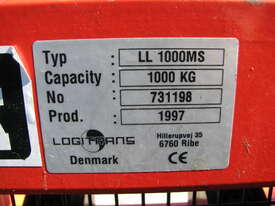 Typ LL 1000MS
Capacity : 1000 KG
No : 731198
Prod. : 1997
LOGITRANS Hillerupvej 35
Denmark 6760 Ribe
CE